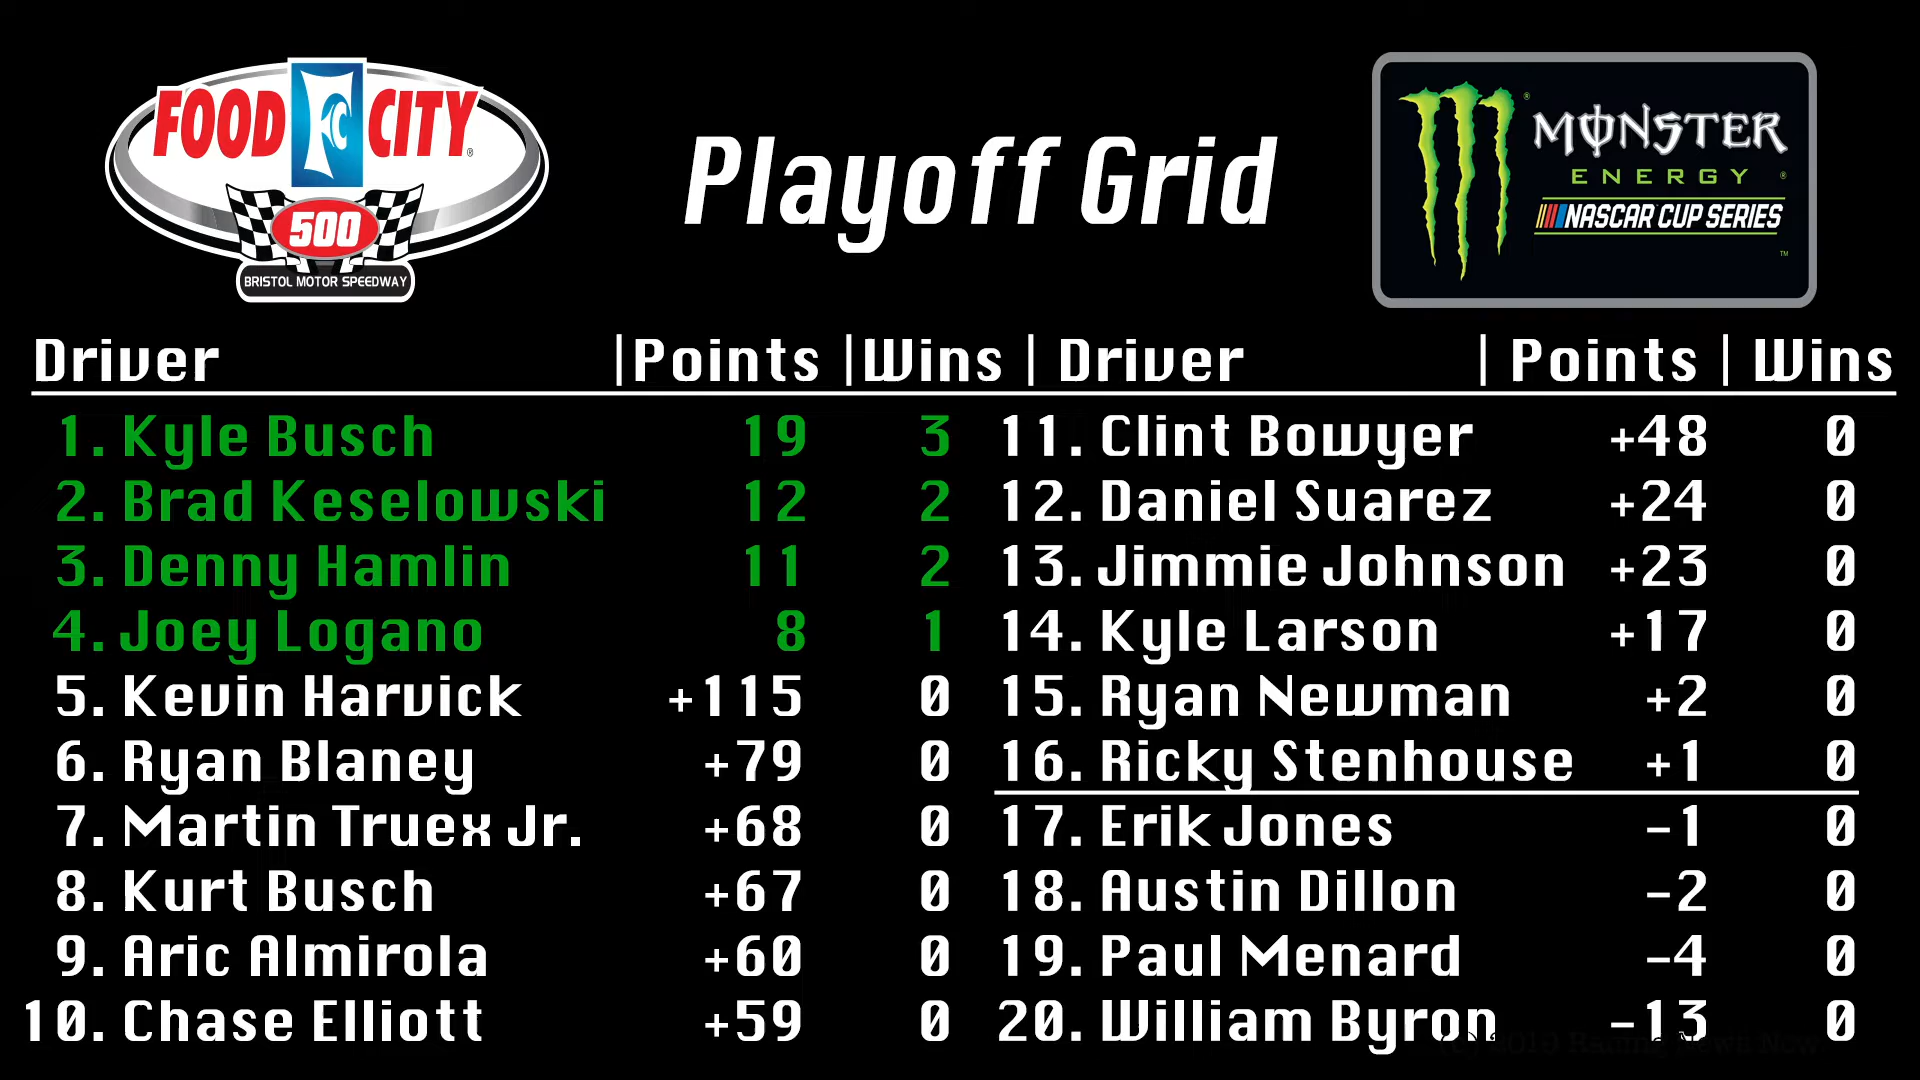 FOOD CITY
500
BRISTOL MOTOR SPEEDWAY
Playoff Grid
MONSTER
ENERGY
NASCAR CUP SERIES
Driver |Points |Wins | Driver | Points | Wins
1. Kyle Busch 19 3 11. Clint Bowyer +48 0
2. Brad Keselowski 12 2 12. Daniel Suarez +24 0
3. Denny Hamlin 11 2 13. Jimmie Johnson +23 0
4. Joey Logano 8 1 14. Kyle Larson +17 0
5. Kevin Harvick +115 0 15. Ryan Newman +2 0
6. Ryan Blaney +79 0 16. Ricky Stenhouse +1 0
7. Martin Truex Jr. +68 0 17. Erik Jones -1 0
8. Kurt Busch +67 0 18. Austin Dillon -2 0
9. Aric Almirola +60 0 19. Paul Menard -4 0
10. Chase Elliott +59 0 20. William Byron -13 0